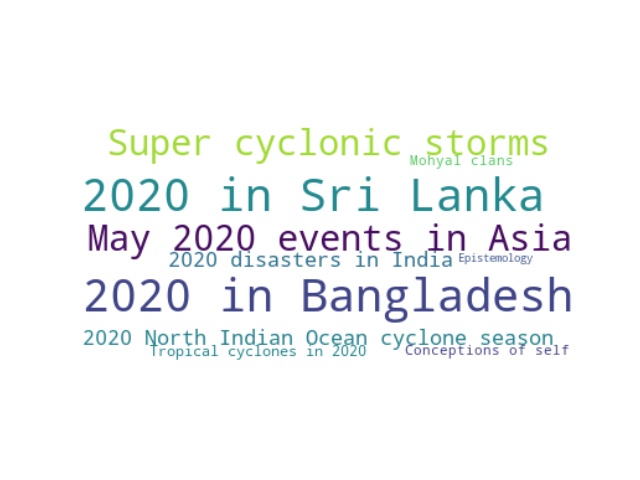 Super cyclonic storms
Mohyal clans
2020 in Sri Lanka
May 2020 events in Asia
2020 disasters in India
Epistemology
2020 in Bangladesh
2020 North Indian Ocean cyclone season
Tropical cyclones in 2020
Conceptions of self